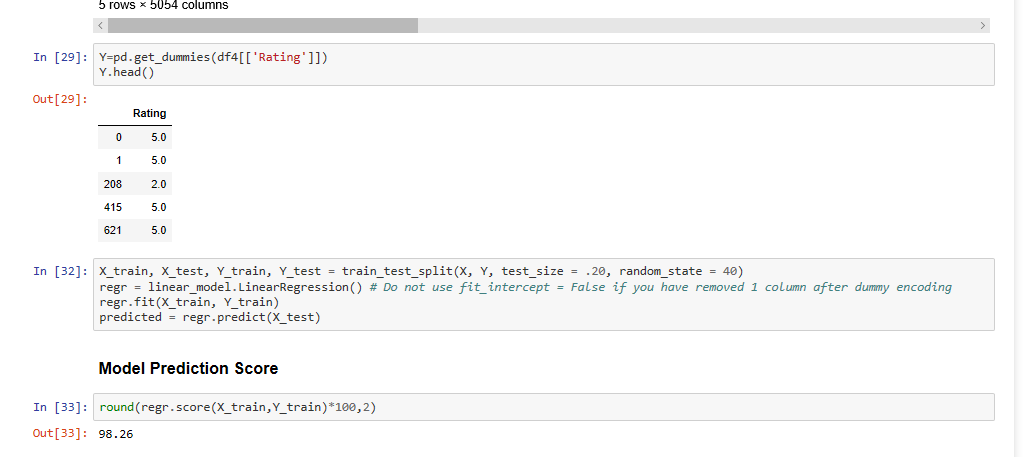 5 rows × 5054 columns
In [29]: Y=pd.get_dummies(df4[['Rating']])
Y.head()
Out[29]:
Rating
0 5.0
1 5.0
208 2.0
415 5.0
621 5.0
In [32]: X_train, X_test, Y_train, Y_test = train_test_split(X, Y, test_size = .20, random_state = 40)
regr = linear_model.LinearRegression() # Do not use fit_intercept = False if you have removed 1 column after dummy encoding
regr.fit(X_train, Y_train)
predicted = regr.predict(X_test)
Model Prediction Score
In [33]: round(regr.score(X_train,Y_train)*100,2)
Out[33]: 98.26